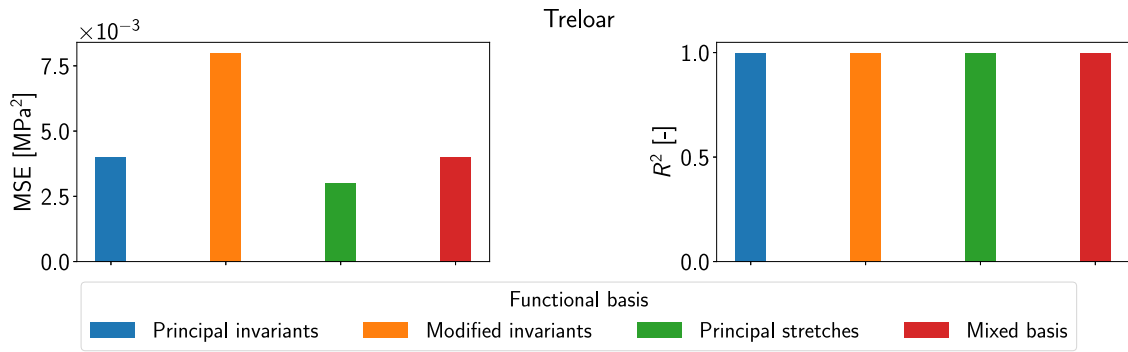 Treloar
×10⁻³
MSE [MPa²]
7.5
5.0
2.5
0.0
R² [-]
1.0
0.5
0.0
Functional basis
Principal invariants
Modified invariants
Principal stretches
Mixed basis